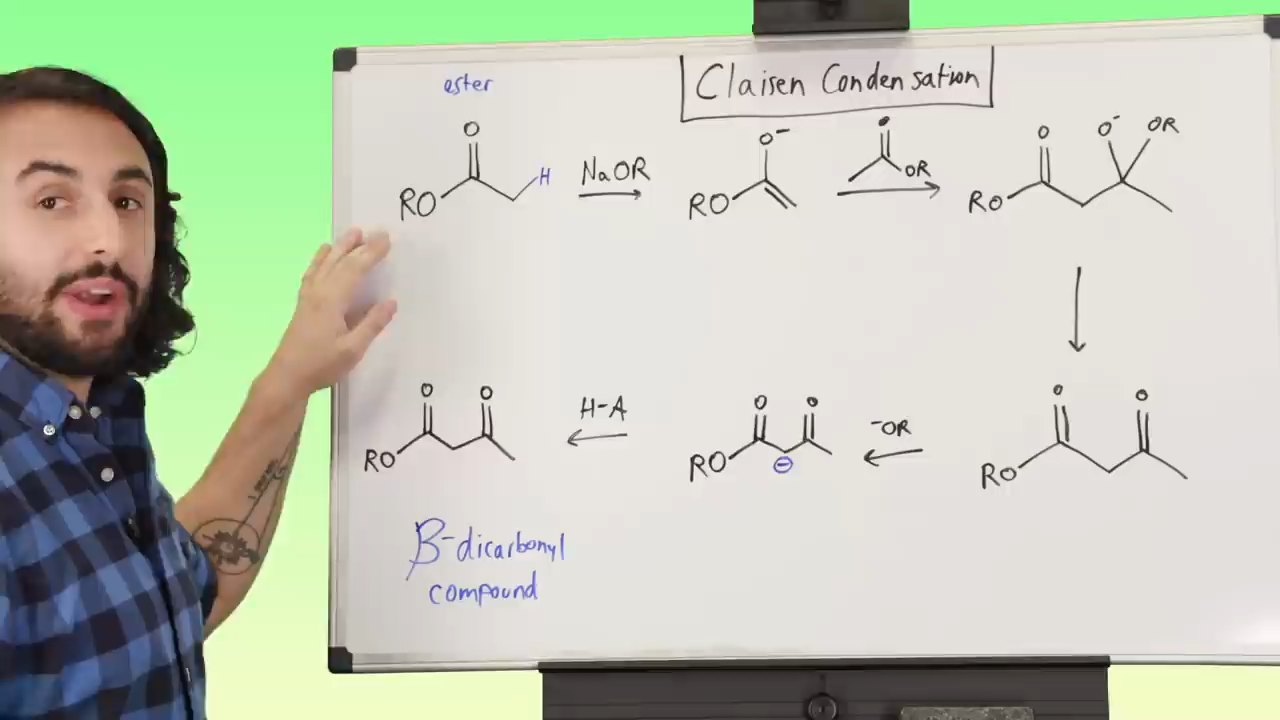 Claisen Condensation
ester
O
RO
H
NaOR
O⁻
RO
O
OR
O
O⁻
OR
RO
O
O
RO
⁻OR
O
O
RO
⊖
H-A
O
O
RO
β-dicarbonyl
compound